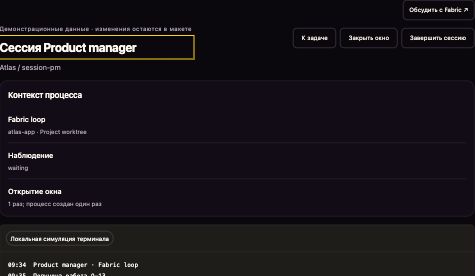 Обсудить с Fabric ↗
Демонстрационные данные · изменения остаются в макете
Сессия Product manager
К задаче
Закрыть окно
Завершить сессию
Atlas / session-pm
Контекст процесса
Fabric loop
atlas-app · Project worktree
Наблюдение
waiting
Открытие окна
1 раз; процесс создан один раз
Локальная симуляция терминала
09:34 Product manager · Fabric loop